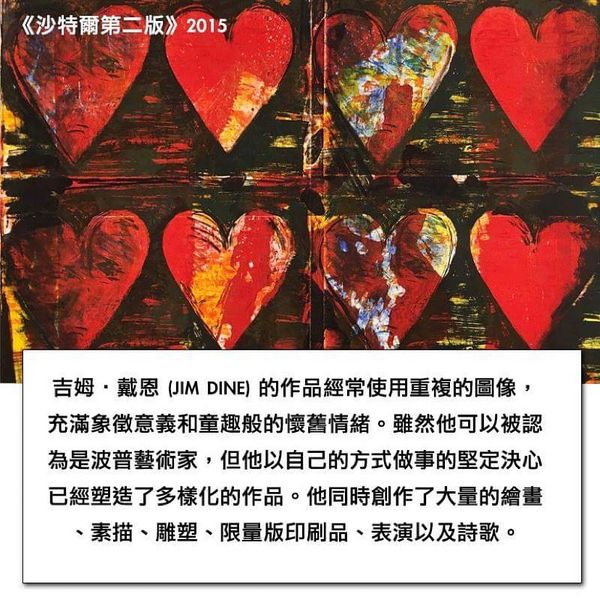 《沙特爾第二版》2015
吉姆・戴恩 (JIM DINE) 的作品經常使用重複的圖像，
充滿象徵意義和童趣般的懷舊情緒。雖然他可以被認
為是波普藝術家，但他以自己的方式做事的堅定決心
已經塑造了多樣化的作品。他同時創作了大量的繪畫
、素描、雕塑、限量版印刷品、表演以及詩歌。